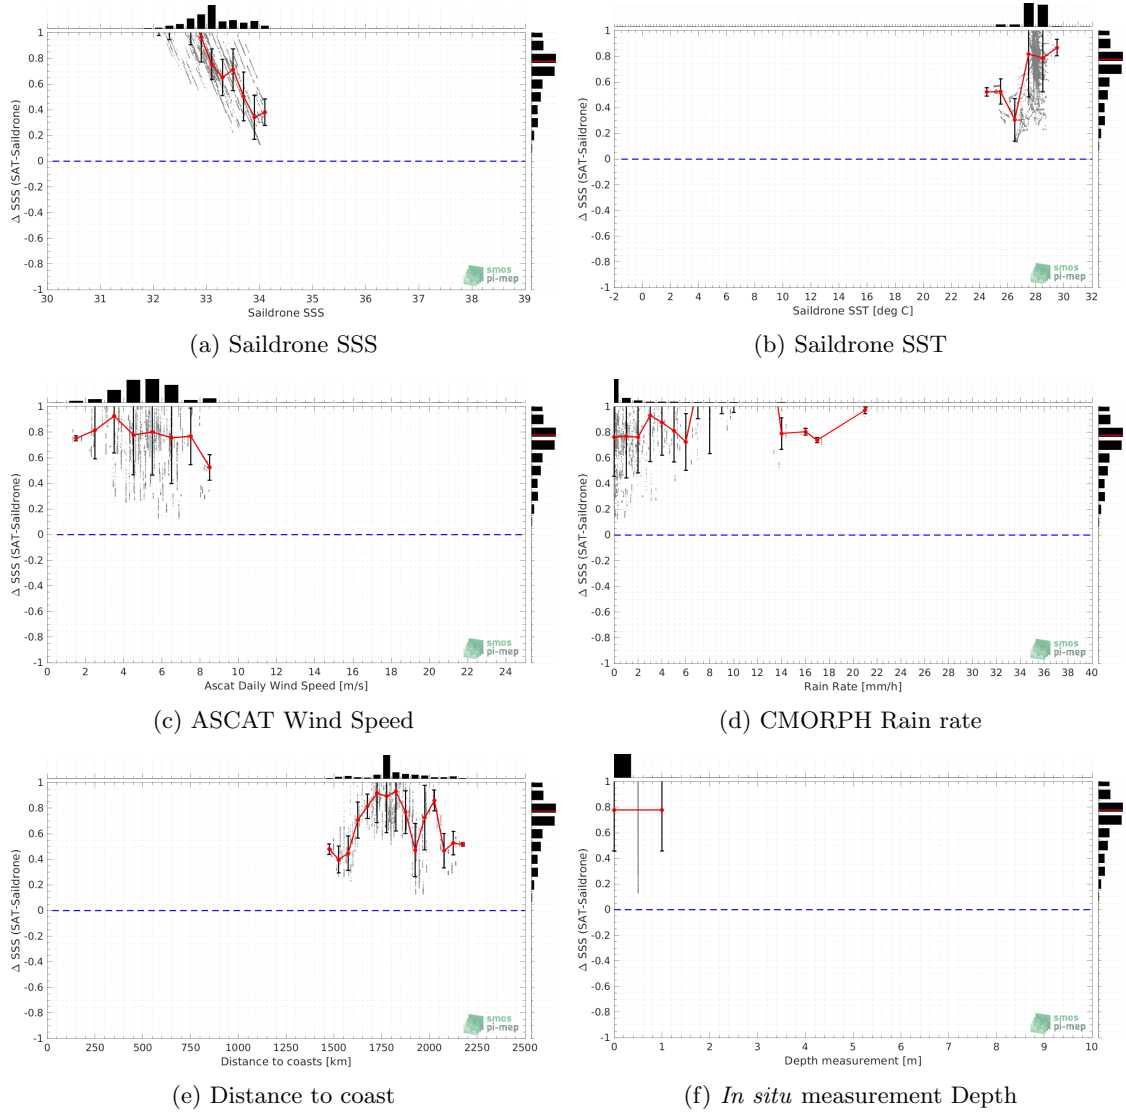 1
0.8
0.6
0.4
0.2
0
-0.2
-0.4
-0.6
-0.8
-1
Δ SSS (SAT-Saildrone)
30 31 32 33 34 35 36 37 38 39
Saildrone SSS
smos
pi-mep
(a) Saildrone SSS
1
0.8
0.6
0.4
0.2
0
-0.2
-0.4
-0.6
-0.8
-1
Δ SSS (SAT-Saildrone)
-2 0 2 4 6 8 10 12 14 16 18 20 22 24 26 28 30 32
Saildrone SST [deg C]
smos
pi-mep
(b) Saildrone SST
1
0.8
0.6
0.4
0.2
0
-0.2
-0.4
-0.6
-0.8
-1
Δ SSS (SAT-Saildrone)
0 2 4 6 8 10 12 14 16 18 20 22 24
Ascat Daily Wind Speed [m/s]
smos
pi-mep
(c) ASCAT Wind Speed
1
0.8
0.6
0.4
0.2
0
-0.2
-0.4
-0.6
-0.8
-1
Δ SSS (SAT-Saildrone)
0 2 4 6 8 10 12 14 16 18 20 22 24 26 28 30 32 34 36 38 40
Rain Rate [mm/h]
smos
pi-mep
(d) CMORPH Rain rate
1
0.8
0.6
0.4
0.2
0
-0.2
-0.4
-0.6
-0.8
-1
Δ SSS (SAT-Saildrone)
0 250 500 750 1000 1250 1500 1750 2000 2250 2500
Distance to coasts [km]
smos
pi-mep
(e) Distance to coast
1
0.8
0.6
0.4
0.2
0
-0.2
-0.4
-0.6
-0.8
-1
Δ SSS (SAT-Saildrone)
0 1 2 3 4 5 6 7 8 9 10
Depth measurement [m]
smos
pi-mep
(f) In situ measurement Depth